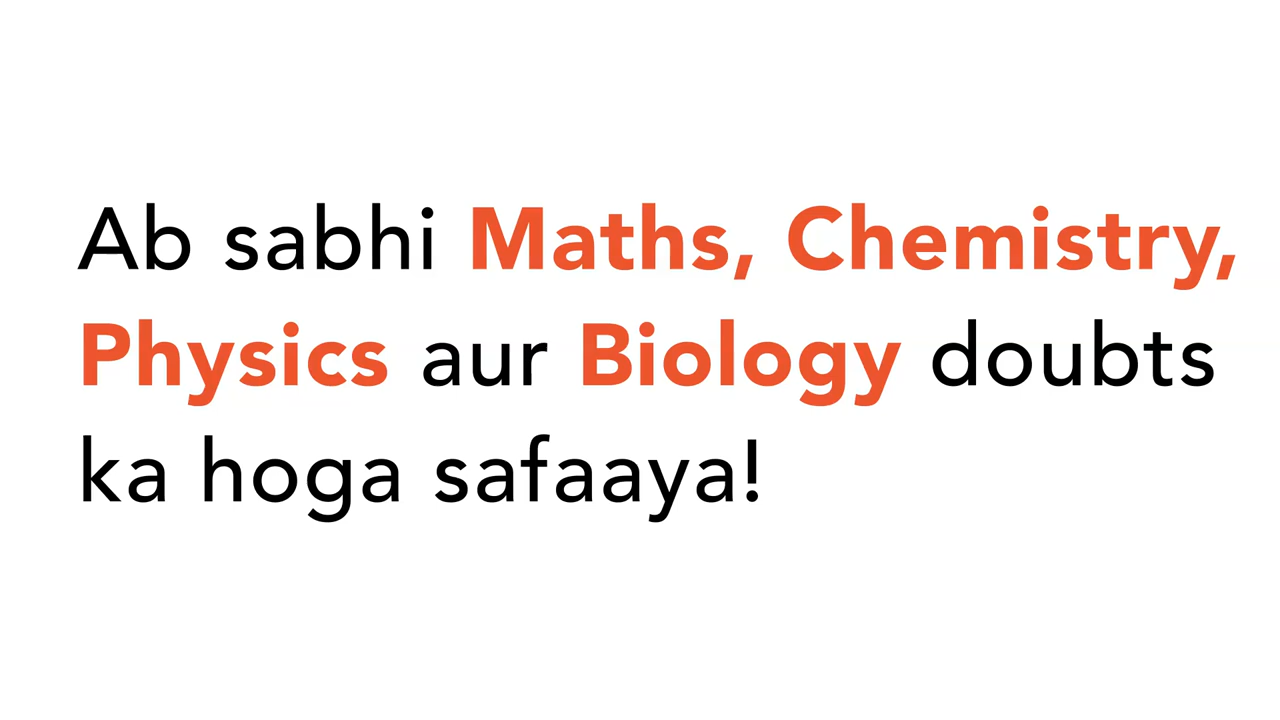 Ab sabhi Maths, Chemistry,
Physics aur Biology doubts
ka hoga safaaya!